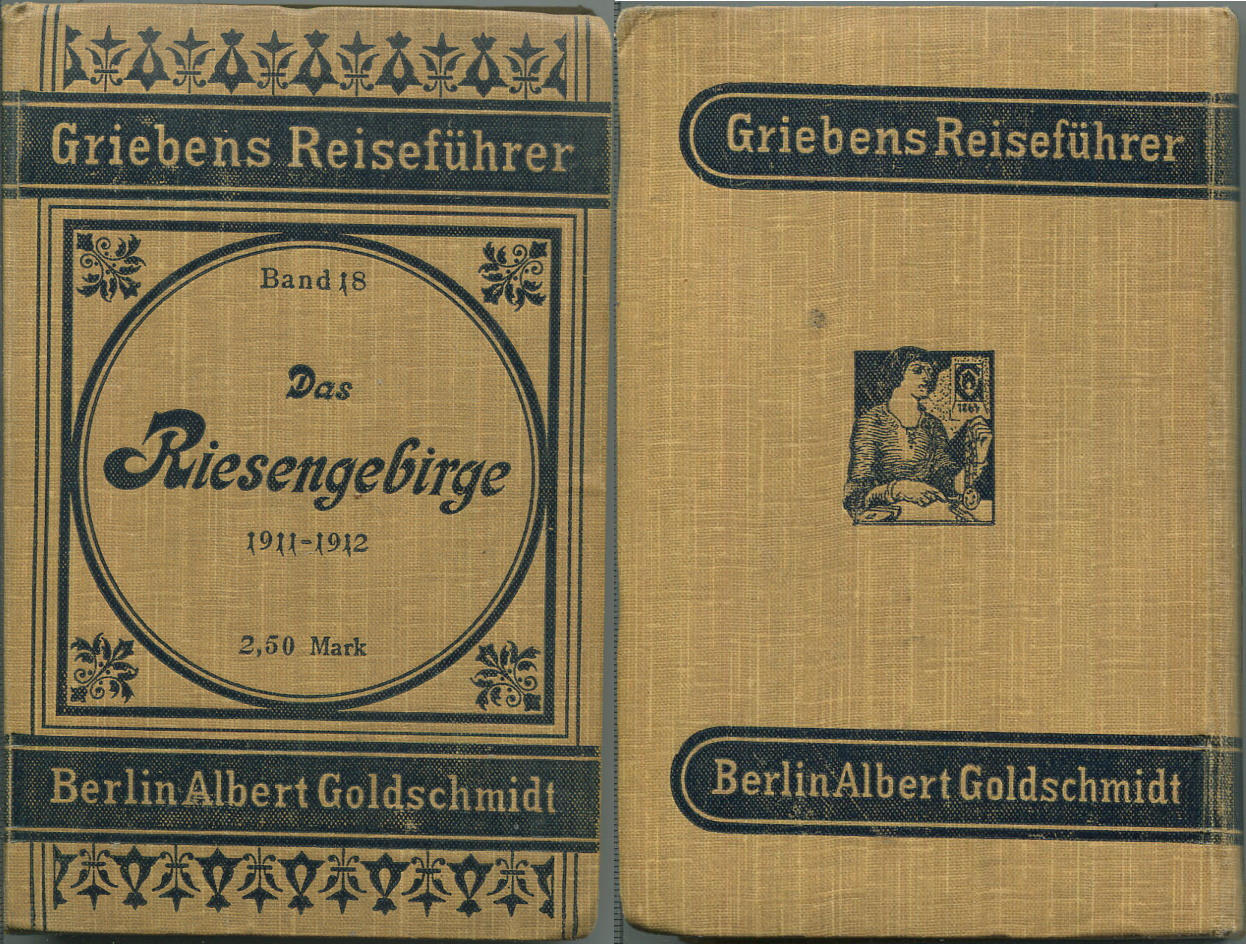 Griebens Reiseführer
Band 18
Das
Riesengebirge
1911-1912
2,50 Mark
Berlin Albert Goldschmidt
Griebens Reiseführer
1864
Berlin Albert Goldschmidt